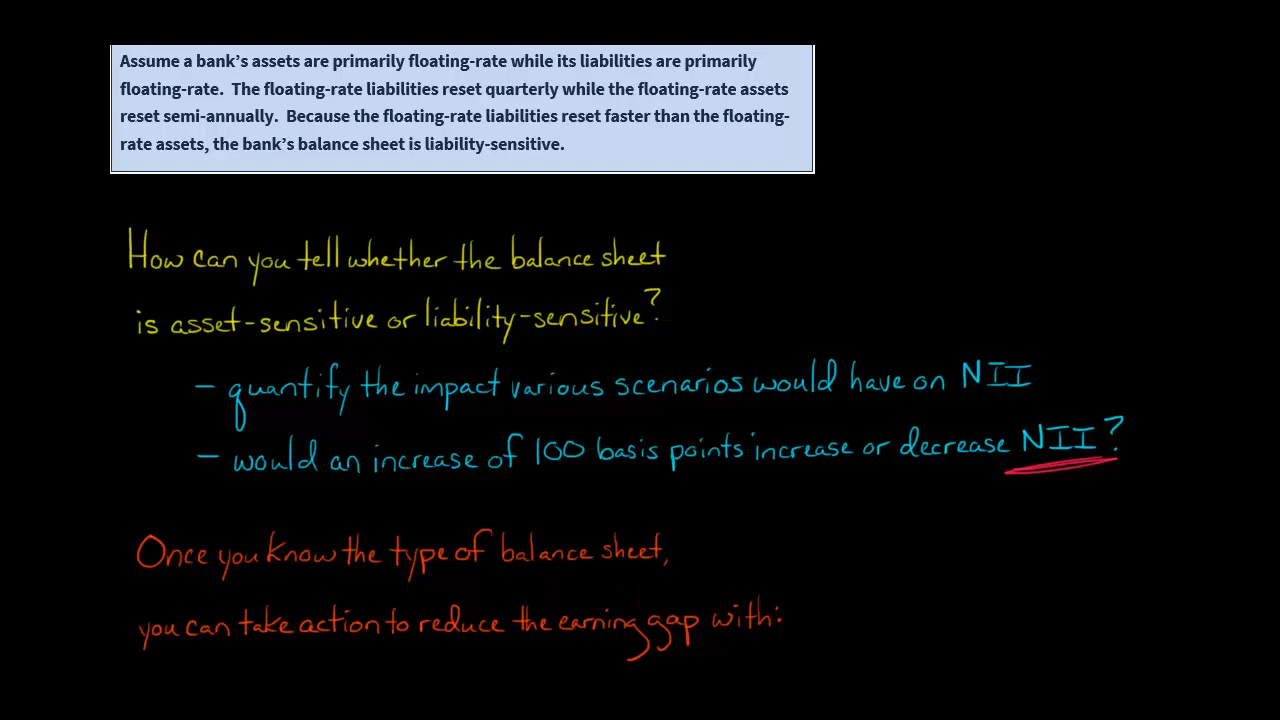 Assume a bank's assets are primarily floating-rate while its liabilities are primarily
floating-rate. The floating-rate liabilities reset quarterly while the floating-rate assets
reset semi-annually. Because the floating-rate liabilities reset faster than the floating-
rate assets, the bank's balance sheet is liability-sensitive.
How can you tell whether the balance sheet
is asset-sensitive or liability-sensitive?
- quantify the impact various scenarios would have on NII
- would an increase of 100 basis points increase or decrease NII?
Once you know the type of balance sheet,
you can take action to reduce the earning gap with: